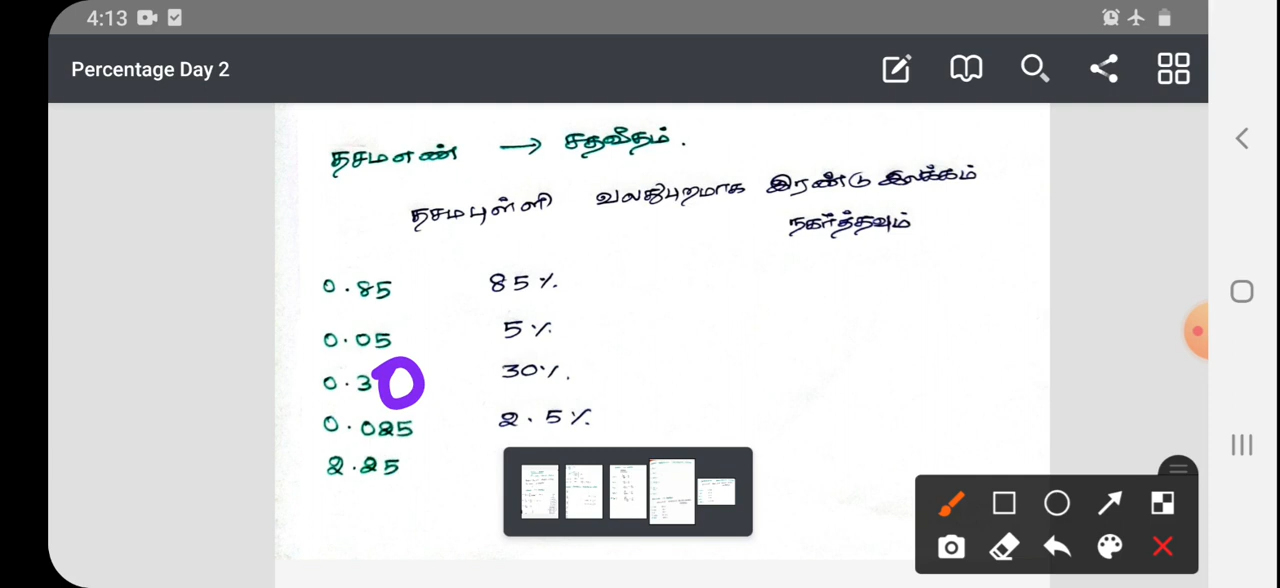 4:13
Percentage Day 2
தசமஎண் → சதவீதம்.
தசமபுள்ளி வலதுபுறமாக இரண்டு இலக்கம்
நகர்த்தவும்
0.85 85%
0.05 5%
0.30 30%.
0.025 2.5%
2.25